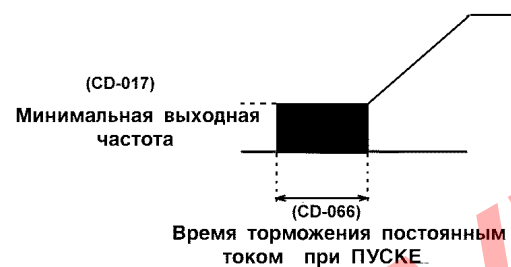 (CD-017)
Минимальная выходная
частота
(CD-066)
Время торможения постоянным
током при ПУСКЕ